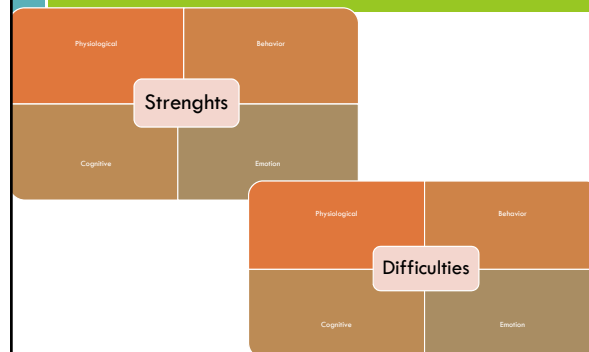 Physiological
Behavior
Strenghts
Cognitive
Emotion
Physiological
Behavior
Difficulties
Cognitive
Emotion